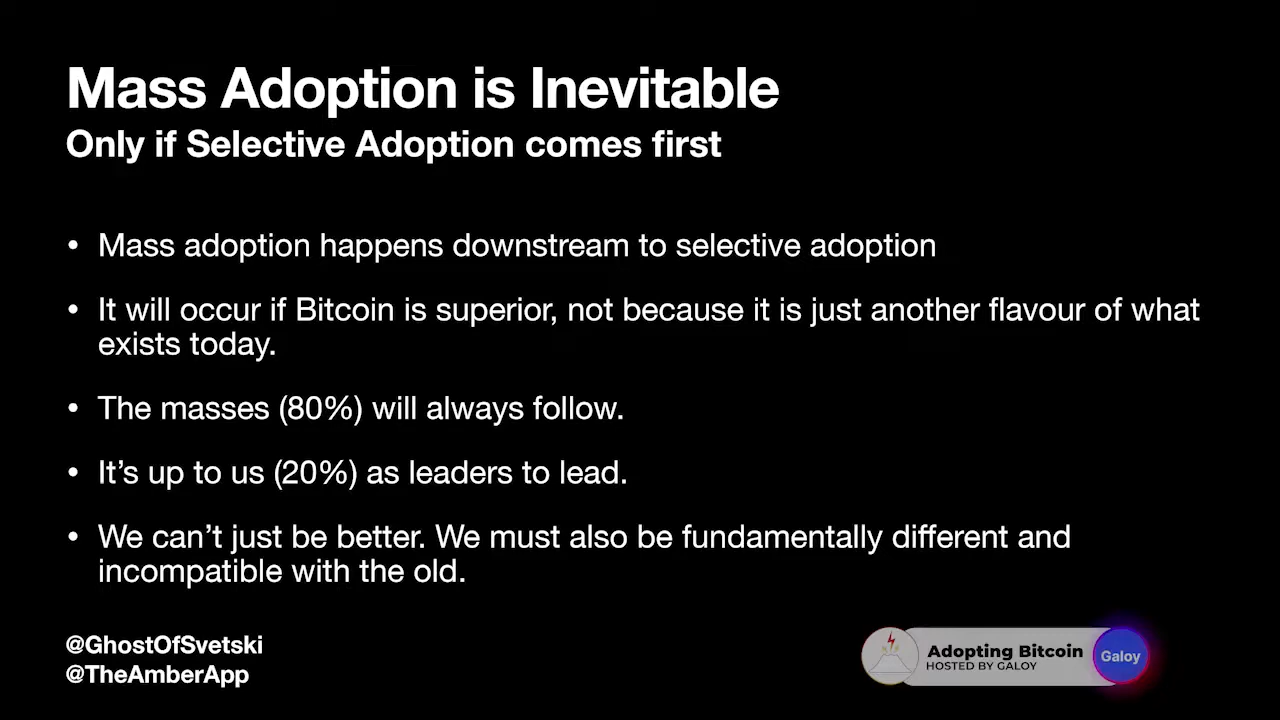 Mass Adoption is Inevitable
Only if Selective Adoption comes first
• Mass adoption happens downstream to selective adoption
• It will occur if Bitcoin is superior, not because it is just another flavour of what
exists today.
• The masses (80%) will always follow.
• It’s up to us (20%) as leaders to lead.
• We can’t just be better. We must also be fundamentally different and
incompatible with the old.
@GhostOfSvetski
@TheAmberApp
Adopting Bitcoin
HOSTED BY GALOY
Galoy